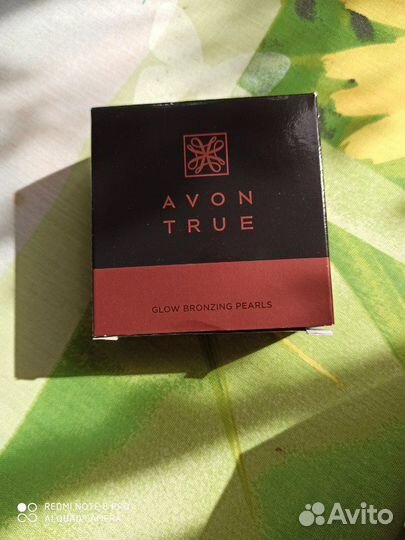 AVON
TRUE
GLOW BRONZING PEARLS
REDMI NOTE 8 PRO
AI QUAD CAMERA
Avito